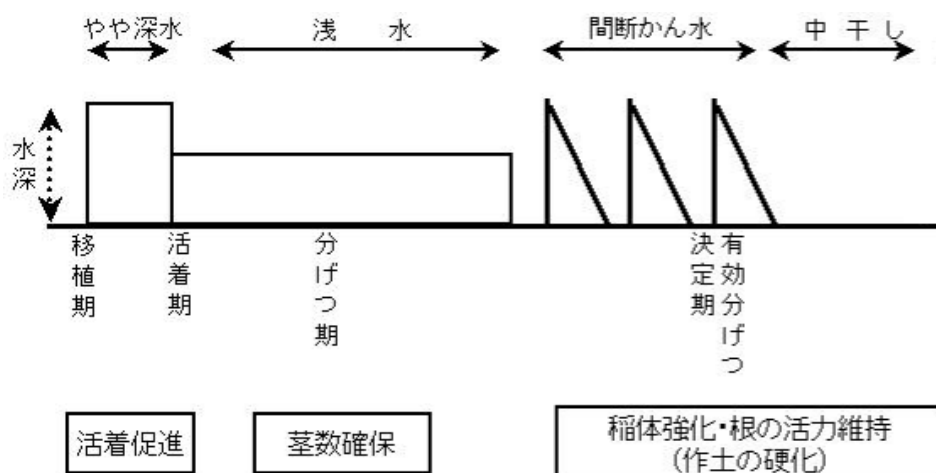 やや深水
浅 水
間断かん水
中 干 し
水深
移植期
活着期
分げつ期
有効分げつ
決定期
活着促進
茎数確保
稲体強化・根の活力維持
(作土の硬化)